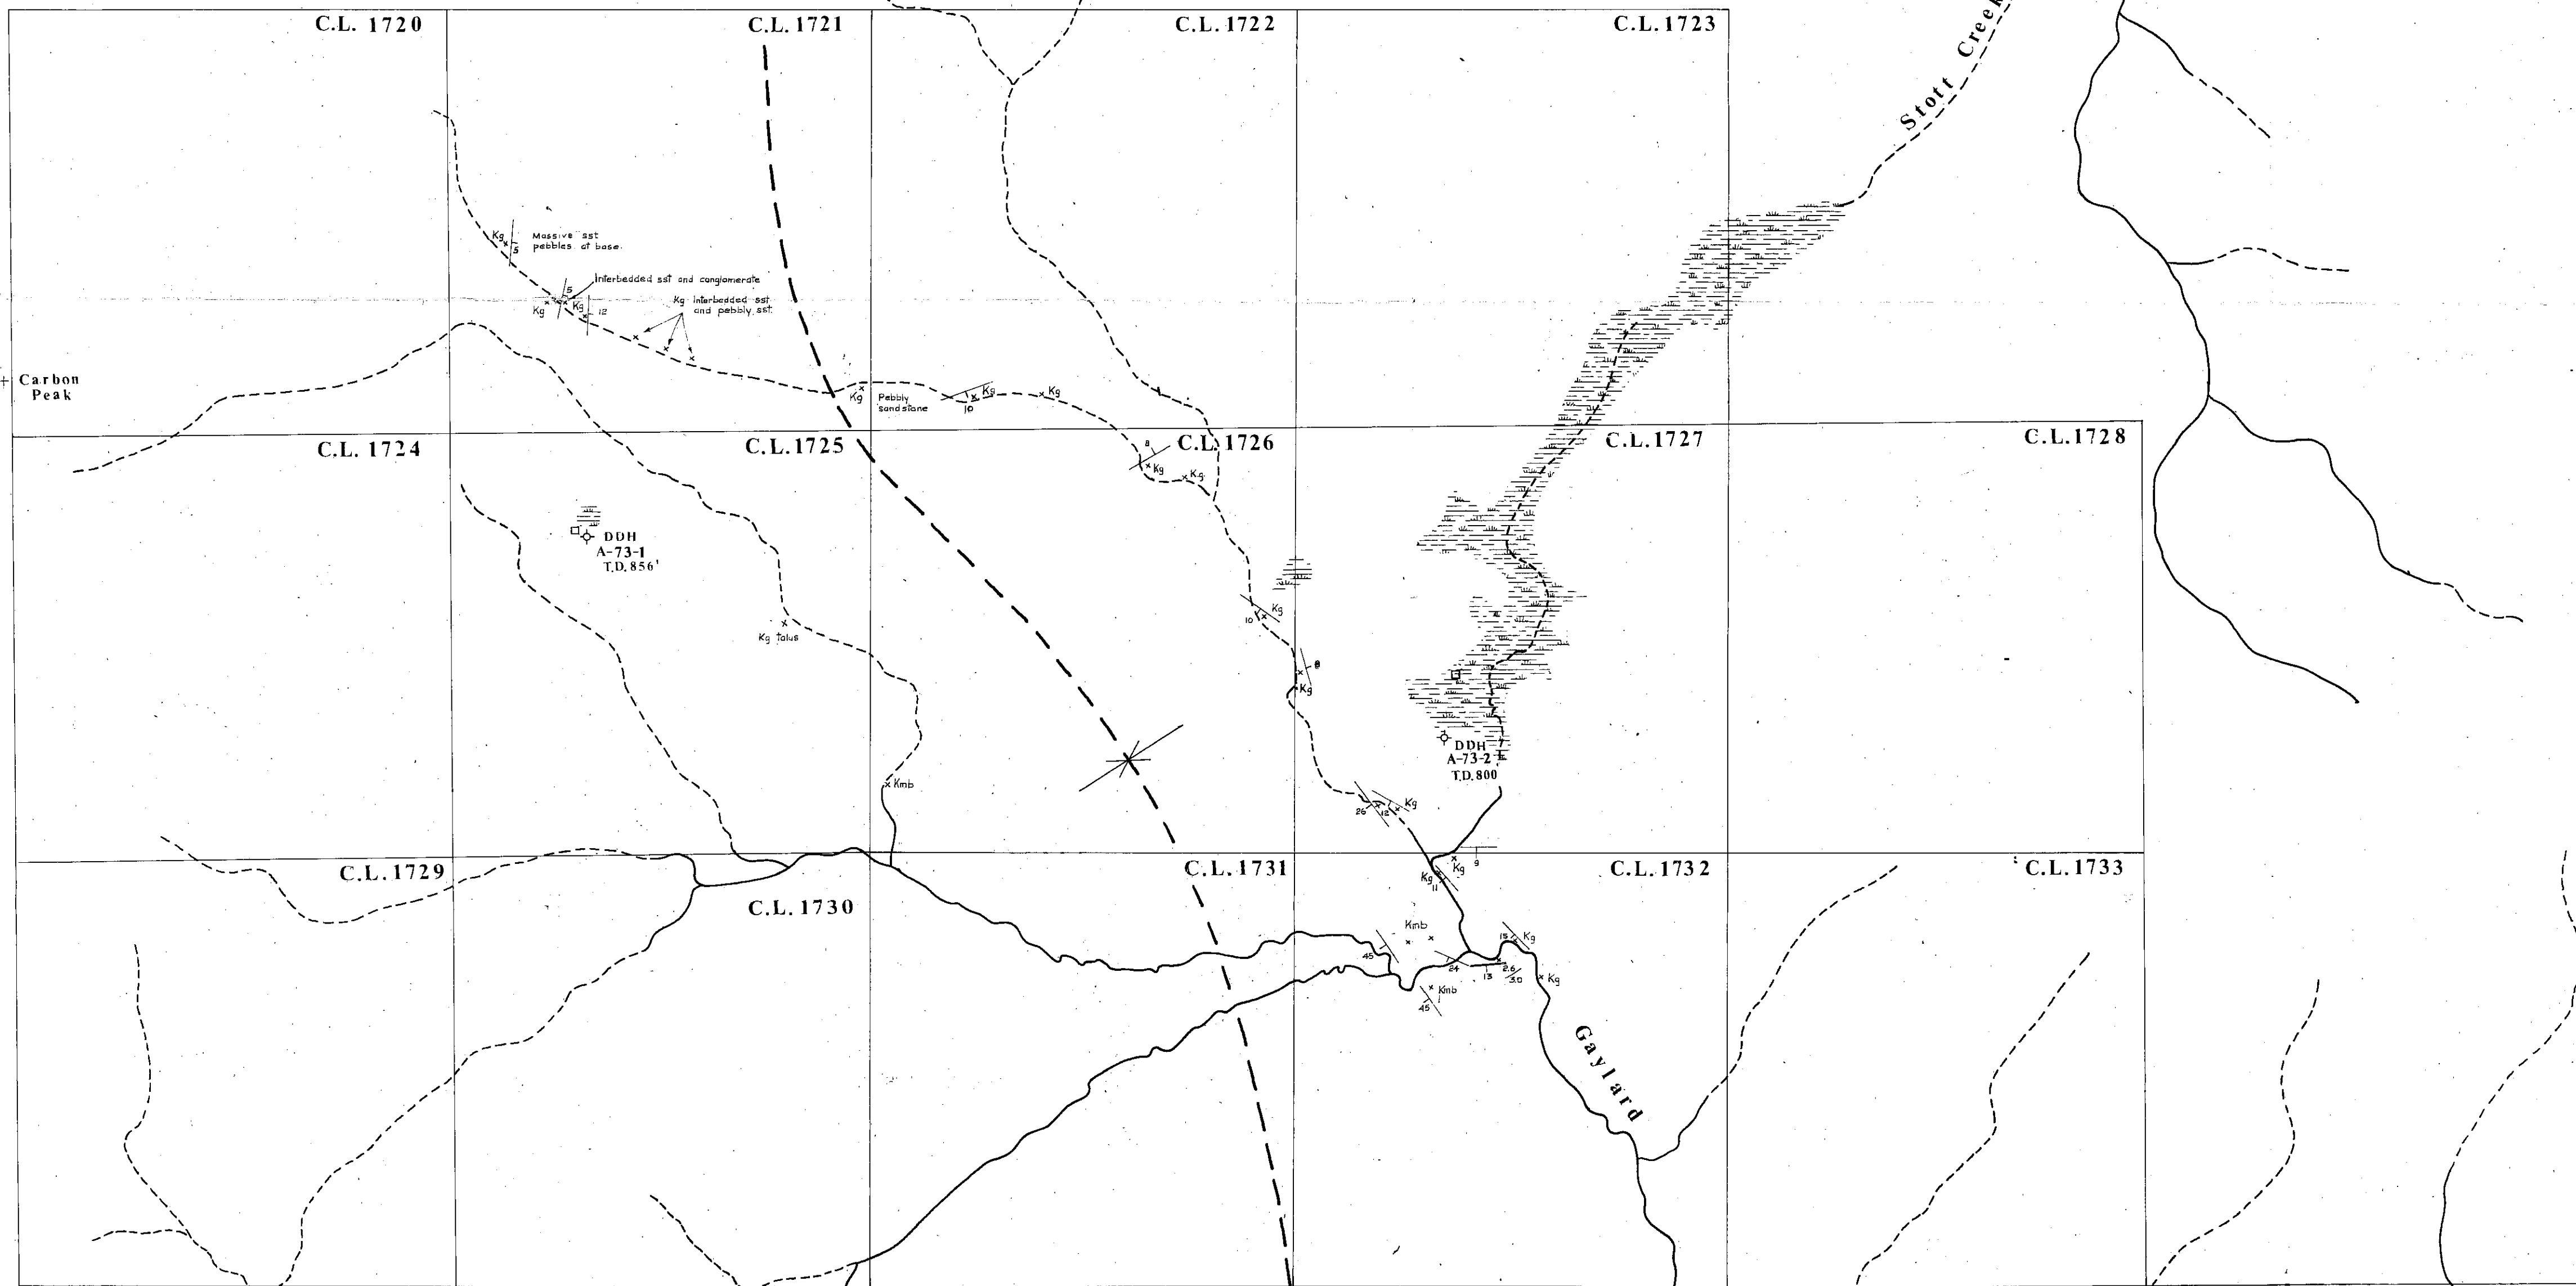 C.L. 1720
C.L. 1721
C.L. 1722
C.L. 1723
Stott Creek
Kg
5
Massive sst
pebbles at base.
Interbedded sst and conglomerate
5
Kg
Kg
12
Kg Interbedded sst
and pebbly sst.
Carbon
Peak
Kg
Pebbly
sandstone
Kg
10
Kg
C.L. 1724
C.L. 1725
C.L. 1726
C.L. 1727
C.L. 1728
8
Kg
Kg
DDH
A-73-1
T.D. 856'
Kg
10
Kg talus
8
Kg
DDH
A-73-2
T.D. 800
Kmb
Kg
26
12
9
Kg
C.L. 1729
C.L. 1730
C.L. 1731
C.L. 1732
C.L. 1733
Kg
11
Kmb
15
Kg
45
24
13
26
30
Kg
Kmb
45
Gaylard